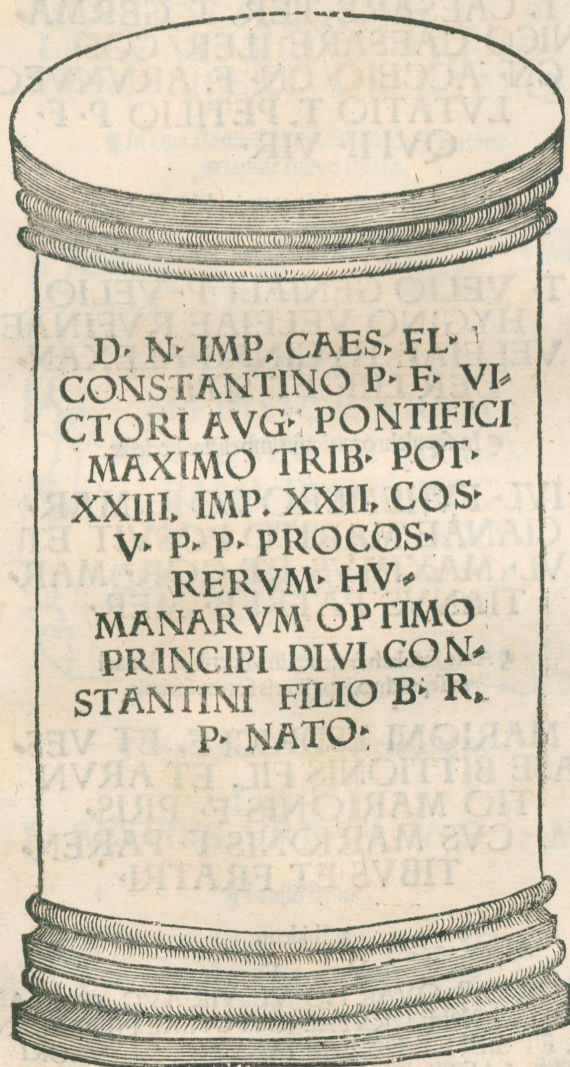 D· N· IMP. CAES. FL·
CONSTANTINO P· F· VI⸗
CTORI AVG· PONTIFICI
MAXIMO TRIB· POT·
XXIII. IMP. XXII. COS·
V· P· P· PROCOS·
RERVM· HV⸗
MANARVM OPTIMO
PRINCIPI DIVI CON⸗
STANTINI FILIO B· R.
P· NATO·